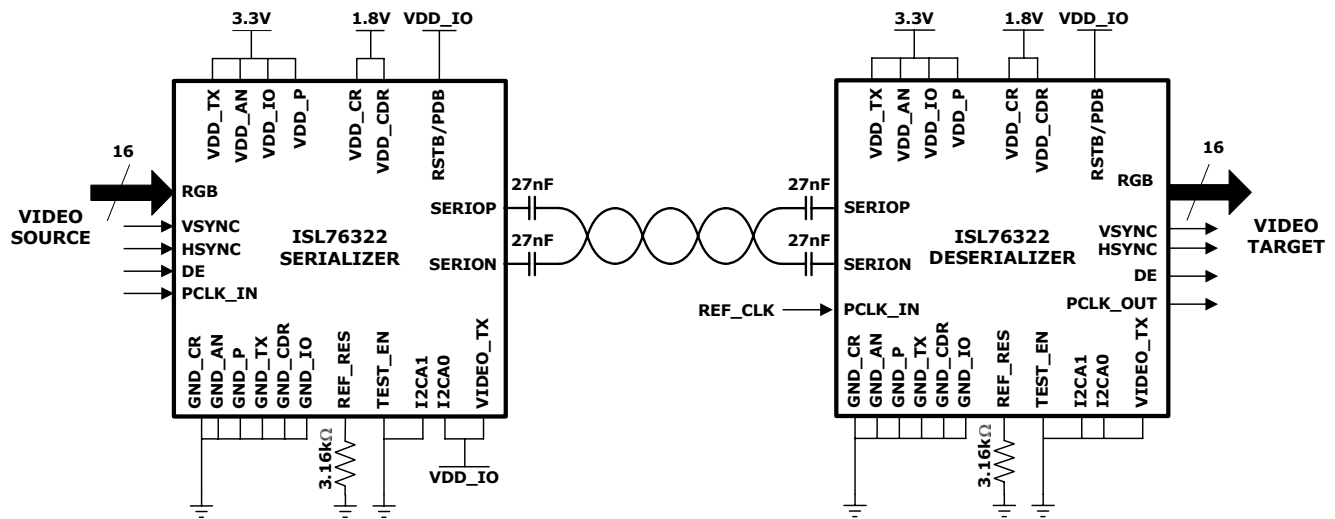 3.3V
1.8V
VDD_IO
VDD_TX
VDD_AN
VDD_IO
VDD_P
VDD_CR
VDD_CDR
RSTB/PDB
16
VIDEO
SOURCE
RGB
VSYNC
HSYNC
DE
PCLK_IN
ISL76322
SERIALIZER
SERIOP
SERION
GND_CR
GND_AN
GND_P
GND_TX
GND_CDR
GND_IO
REF_RES
TEST_EN
I2CA1
I2CA0
VIDEO_TX
3.16kΩ
VDD_IO
27nF
27nF
27nF
27nF
3.3V
1.8V
VDD_IO
VDD_TX
VDD_AN
VDD_IO
VDD_P
VDD_CR
VDD_CDR
RSTB/PDB
SERIOP
SERION
REF_CLK
PCLK_IN
ISL76322
DESERIALIZER
RGB
16
VSYNC
HSYNC
DE
PCLK_OUT
VIDEO
TARGET
GND_CR
GND_AN
GND_P
GND_TX
GND_CDR
GND_IO
REF_RES
TEST_EN
I2CA1
I2CA0
VIDEO_TX
3.16kΩ